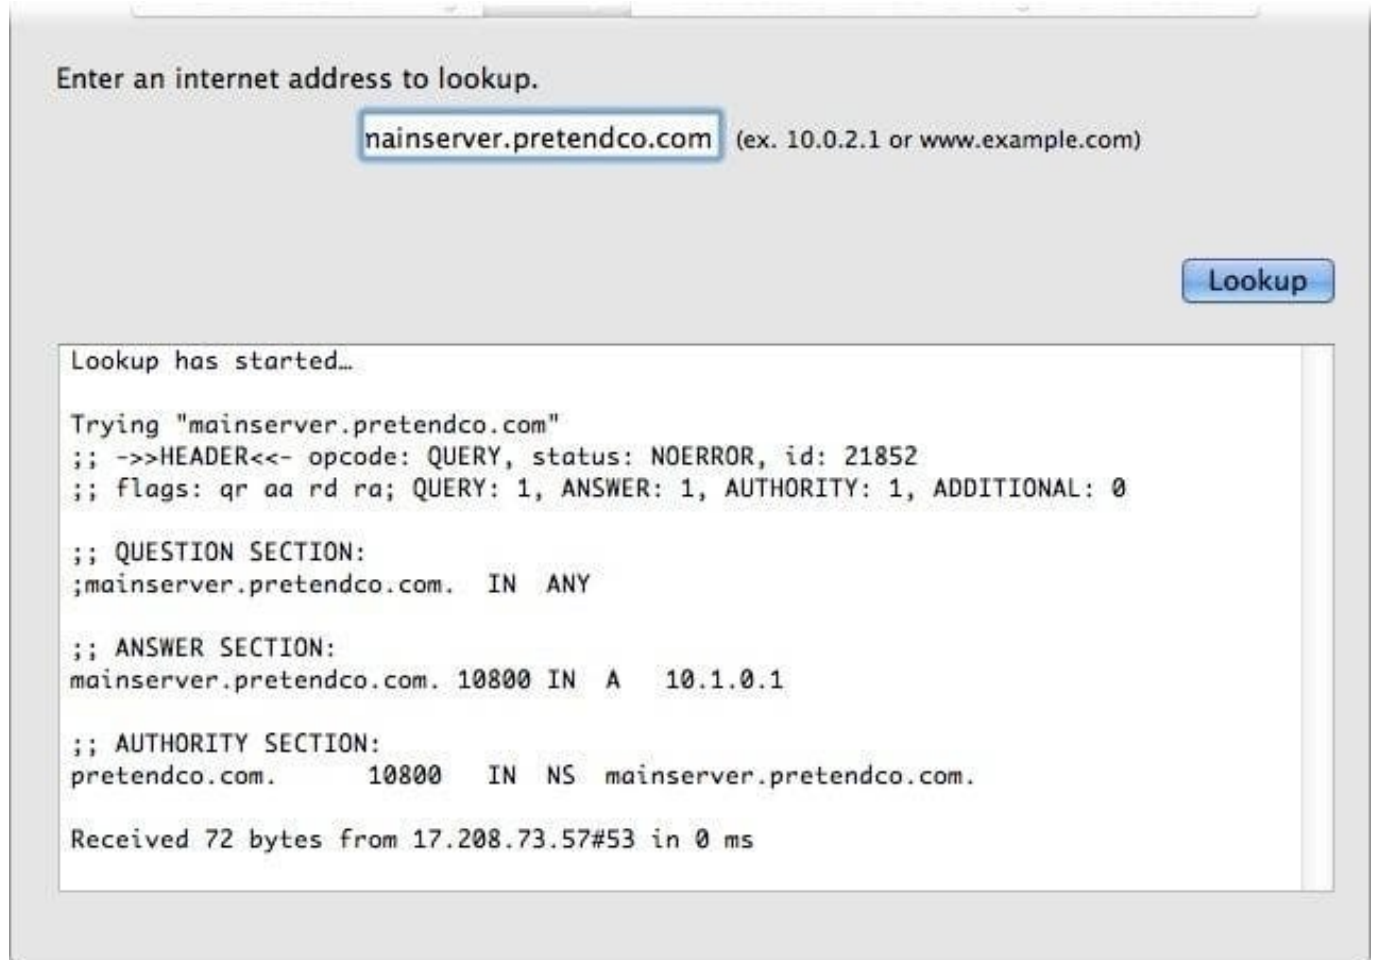 Enter an internet address to lookup.
nainserver.pretendco.com (ex. 10.0.2.1 or www.example.com)
Lookup
Lookup has started…
Trying "mainserver.pretendco.com"
;; ->>HEADER<<- opcode: QUERY, status: NOERROR, id: 21852
;; flags: qr aa rd ra; QUERY: 1, ANSWER: 1, AUTHORITY: 1, ADDITIONAL: 0
;; QUESTION SECTION:
;mainserver.pretendco.com. IN ANY
;; ANSWER SECTION:
mainserver.pretendco.com. 10800 IN A 10.1.0.1
;; AUTHORITY SECTION:
pretendco.com. 10800 IN NS mainserver.pretendco.com.
Received 72 bytes from 17.208.73.57#53 in 0 ms